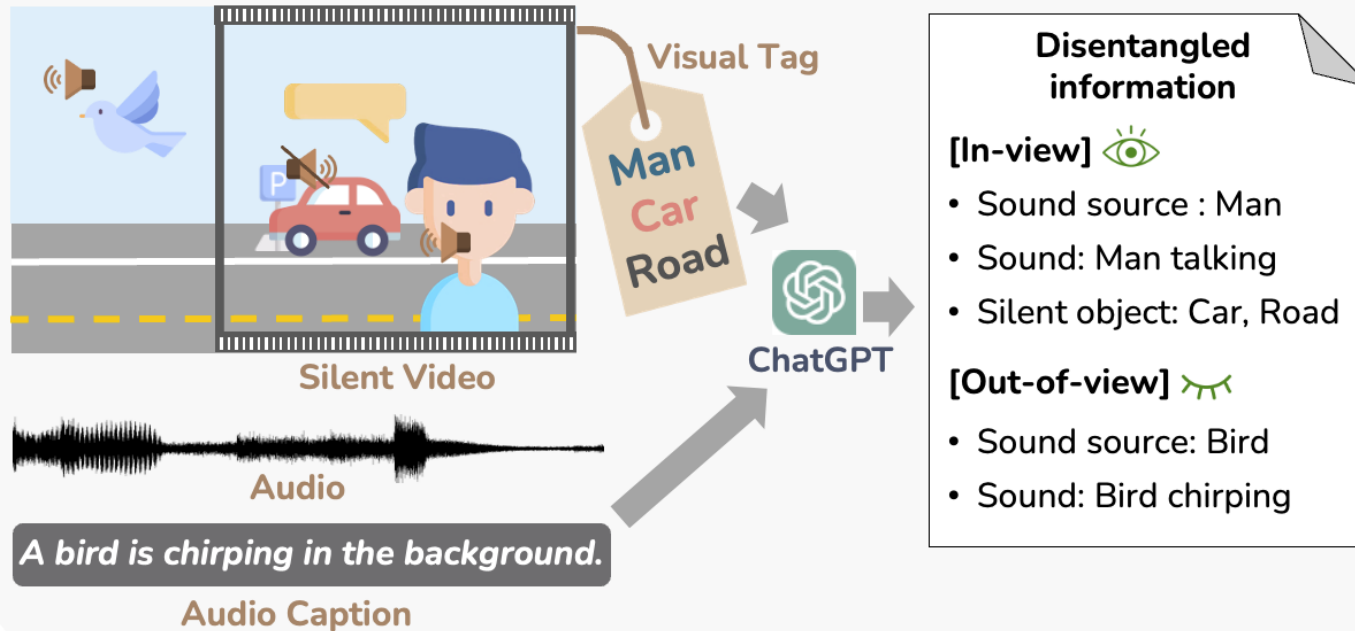 Visual Tag
P
Man
Car
Road
Silent Video
Audio
A bird is chirping in the background.
Audio Caption
ChatGPT
Disentangled
information
[In-view]
• Sound source : Man
• Sound: Man talking
• Silent object: Car, Road
[Out-of-view]
• Sound source: Bird
• Sound: Bird chirping